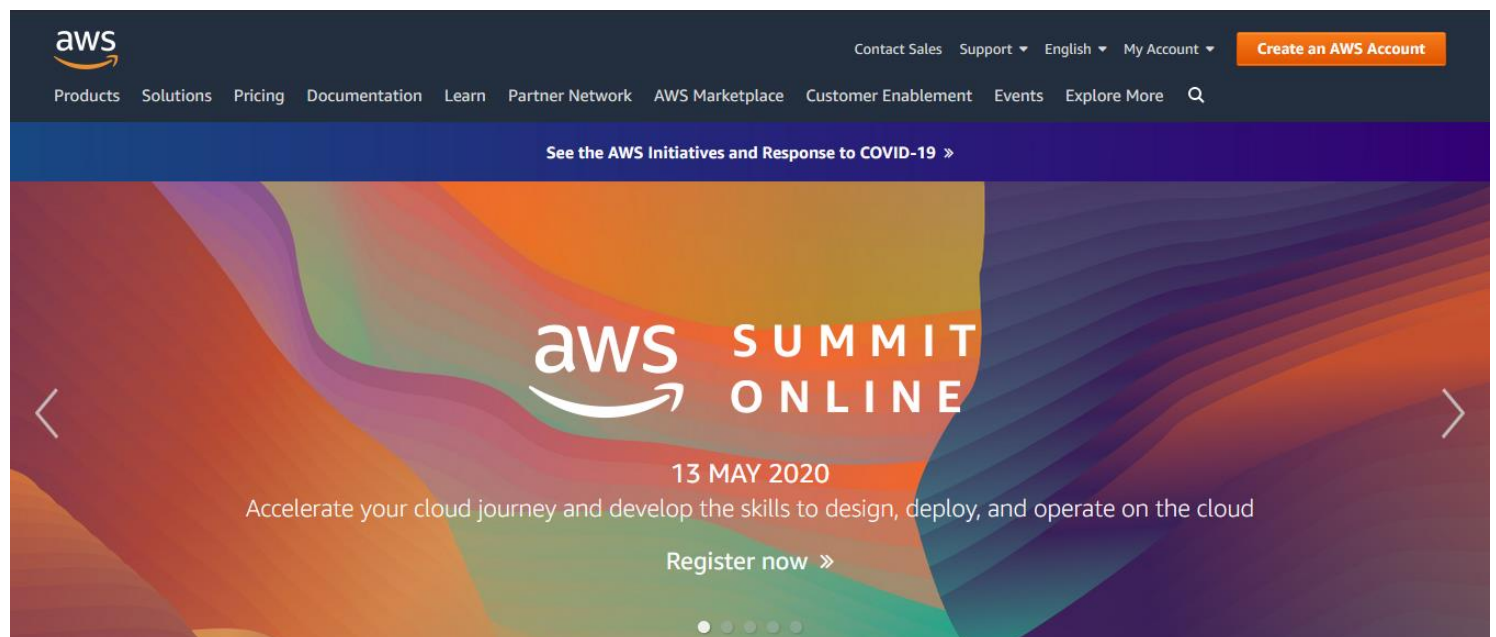 aws
Contact Sales Support English My Account Create an AWS Account
Products Solutions Pricing Documentation Learn Partner Network AWS Marketplace Customer Enablement Events Explore More
See the AWS Initiatives and Response to COVID-19 »
aws SUMMIT
ONLINE
13 MAY 2020
Accelerate your cloud journey and develop the skills to design, deploy, and operate on the cloud
Register now »